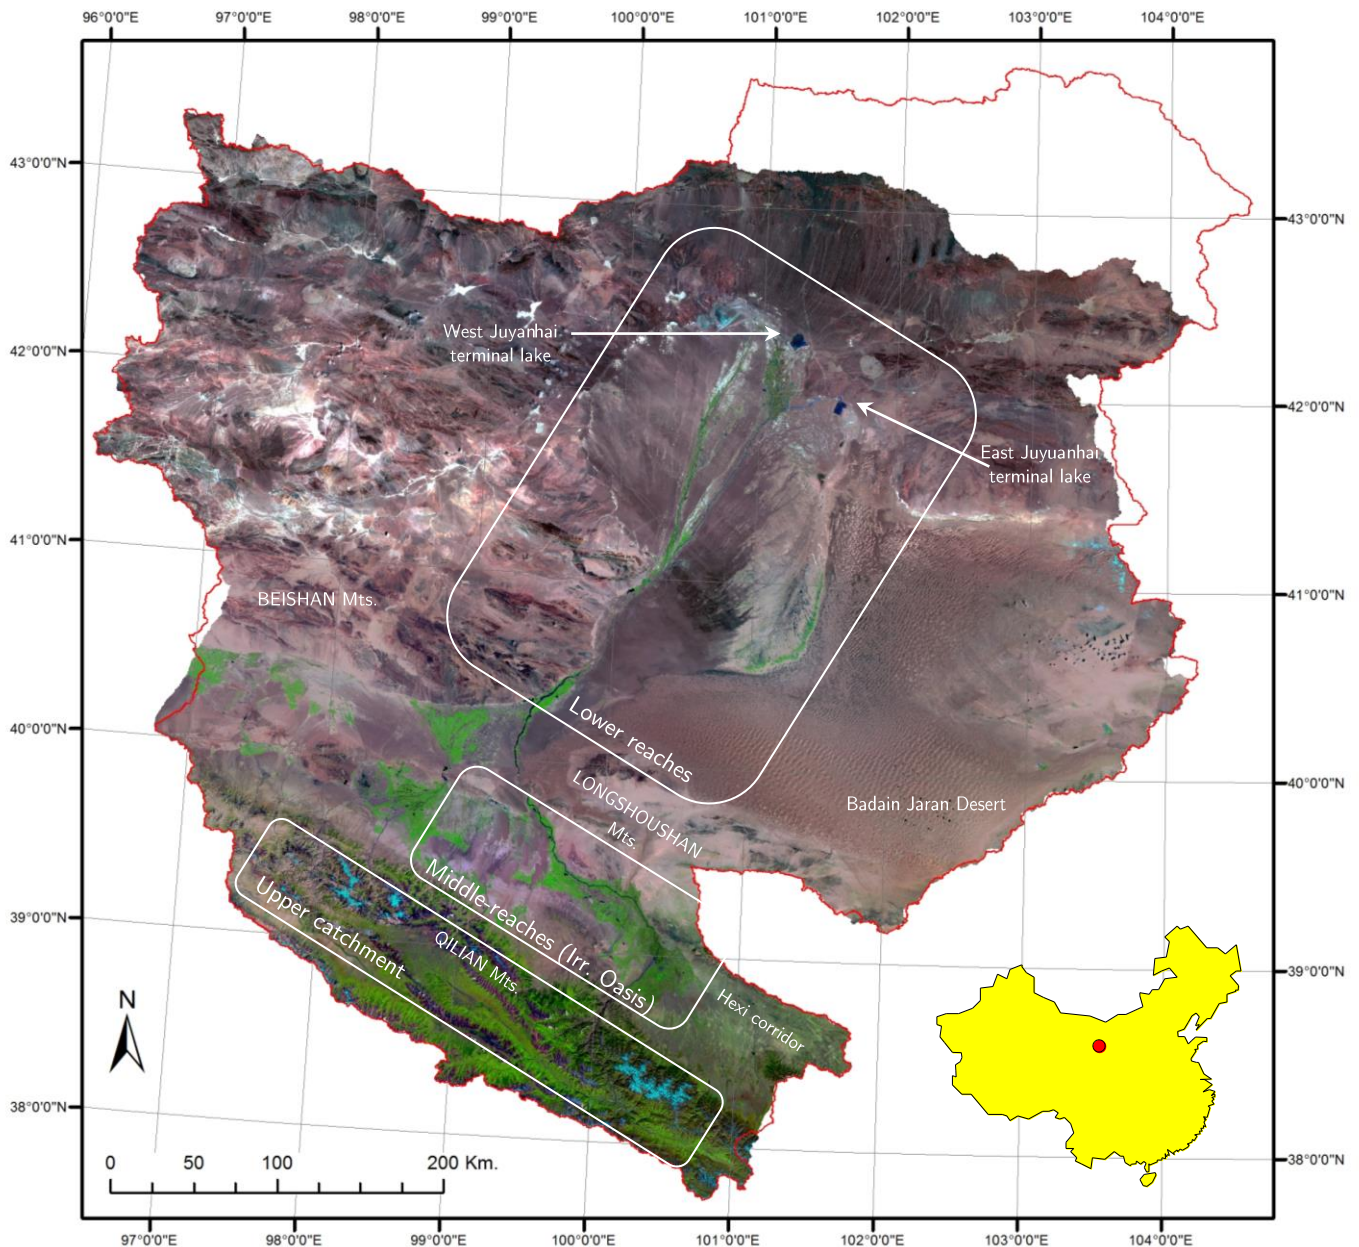 96°0'0"E 97°0'0"E 98°0'0"E 99°0'0"E 100°0'0"E 101°0'0"E 102°0'0"E 103°0'0"E 104°0'0"E
43°0'0"N
43°0'0"N
West Juyanhai
terminal lake
42°0'0"N
42°0'0"N
East Juyuanhai
terminal lake
41°0'0"N
BEISHAN Mts.
41°0'0"N
Lower reaches
40°0'0"N
LONGSHOUSHAN
Mts.
40°0'0"N
Badain Jaran Desert
Middle-reaches (Irr. Oasis)
Upper catchment
39°0'0"N
QILIAN Mts.
39°0'0"N
Hexi corridor
N
38°0'0"N
38°0'0"N
0 50 100 200 Km.
97°0'0"E 98°0'0"E 99°0'0"E 100°0'0"E 101°0'0"E 102°0'0"E 103°0'0"E 104°0'0"E